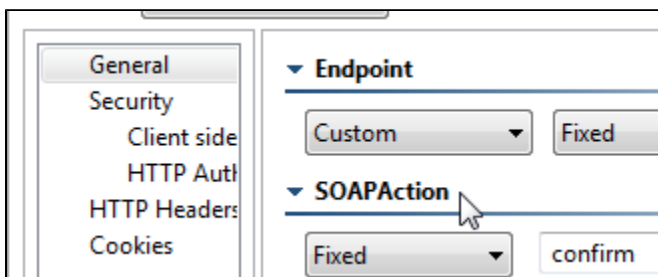 General
Security
Client side
HTTP Auth
HTTP Headers
Cookies
Endpoint
Custom
Fixed
SOAPAction
Fixed
confirm